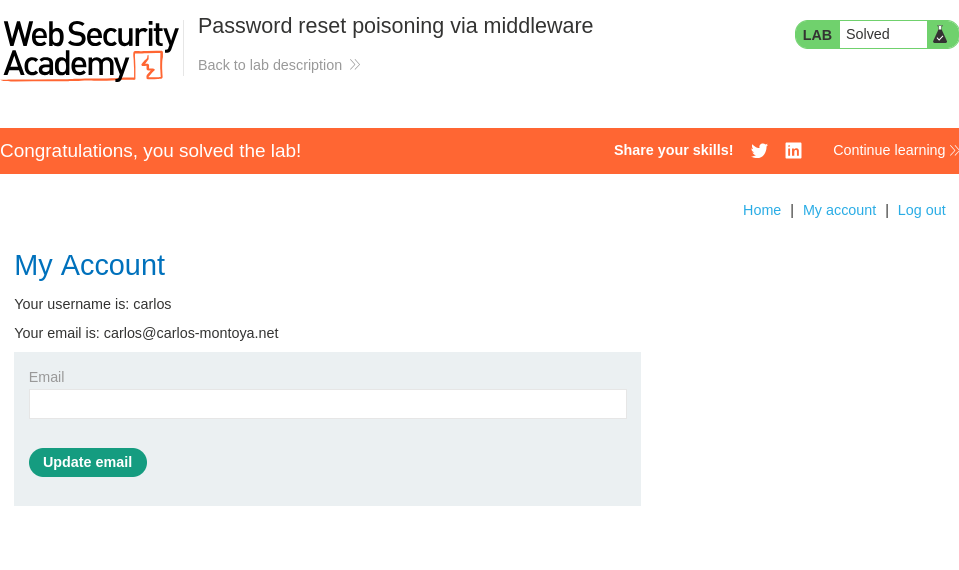 Web Security
Academy
Password reset poisoning via middleware
Back to lab description
LAB Solved
Congratulations, you solved the lab!
Share your skills!
Continue learning
Home | My account | Log out
My Account
Your username is: carlos
Your email is: carlos@carlos-montoya.net
Email
Update email